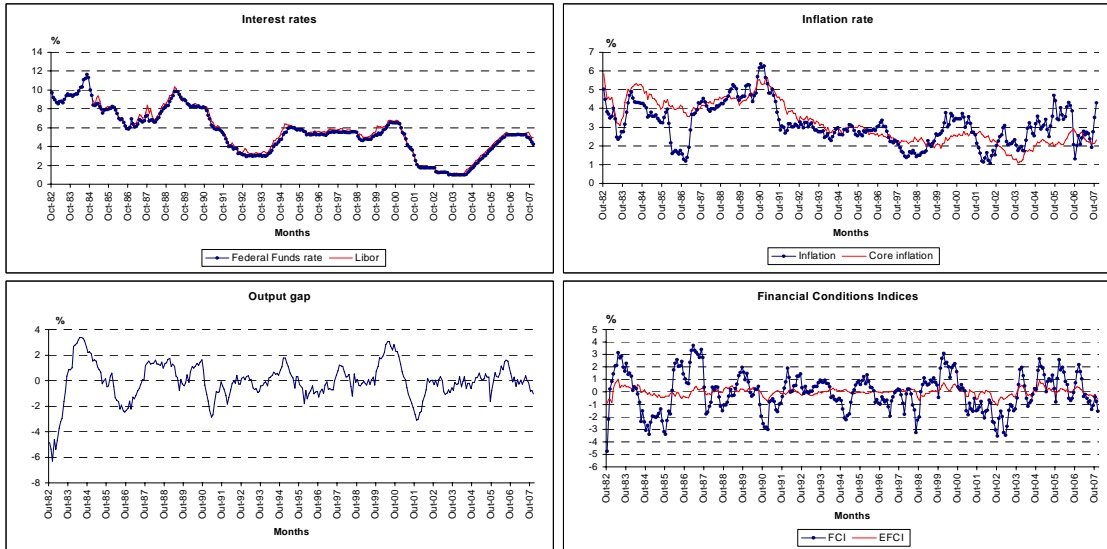 Interest rates
%
14
12
10
8
6
4
2
0
Oct-82
Oct-83
Oct-84
Oct-85
Oct-86
Oct-87
Oct-88
Oct-89
Oct-90
Oct-91
Oct-92
Oct-93
Oct-94
Oct-95
Oct-96
Oct-97
Oct-98
Oct-99
Oct-00
Oct-01
Oct-02
Oct-03
Oct-04
Oct-05
Oct-06
Oct-07
Months
Federal Funds rate Libor
Inflation rate
%
7
6
5
4
3
2
1
0
Out-82
Out-83
Out-84
Out-85
Out-86
Out-87
Out-88
Out-89
Out-90
Out-91
Out-92
Out-93
Out-94
Out-95
Out-96
Out-97
Out-98
Out-99
Out-00
Out-01
Out-02
Out-03
Out-04
Out-05
Out-06
Out-07
Months
Inflation Core inflation
Output gap
%
4
2
0
-2
-4
-6
-8
Out-82
Out-83
Out-84
Out-85
Out-86
Out-87
Out-88
Out-89
Out-90
Out-91
Out-92
Out-93
Out-94
Out-95
Out-96
Out-97
Out-98
Out-99
Out-00
Out-01
Out-02
Out-03
Out-04
Out-05
Out-06
Out-07
Months
Financial Conditions Indices
%
5
4
3
2
1
0
-1
-2
-3
-4
-5
-6
Out-82
Out-83
Out-84
Out-85
Out-86
Out-87
Out-88
Out-89
Out-90
Out-91
Out-92
Out-93
Out-94
Out-95
Out-96
Out-97
Out-98
Out-99
Out-00
Out-01
Out-02
Out-03
Out-04
Out-05
Out-06
Out-07
Months
FCI EFCI